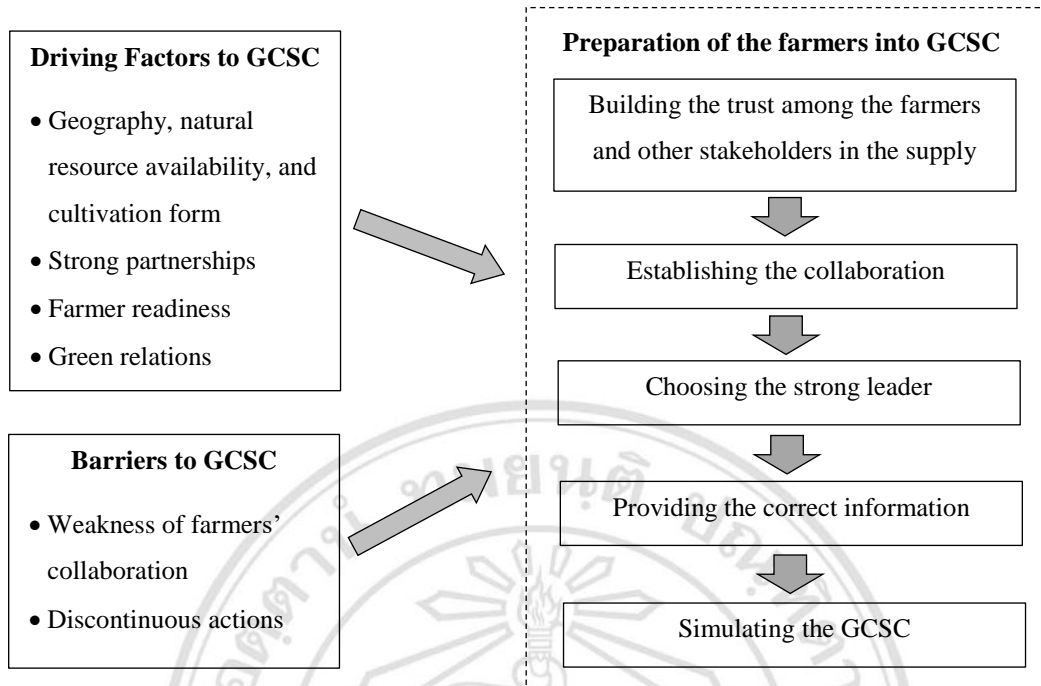 Driving Factors to GCSC
• Geography, natural
resource availability, and
cultivation form
• Strong partnerships
• Farmer readiness
• Green relations
Barriers to GCSC
• Weakness of farmers’
collaboration
• Discontinuous actions
Preparation of the farmers into GCSC
Building the trust among the farmers
and other stakeholders in the supply
Establishing the collaboration
Choosing the strong leader
Providing the correct information
Simulating the GCSC